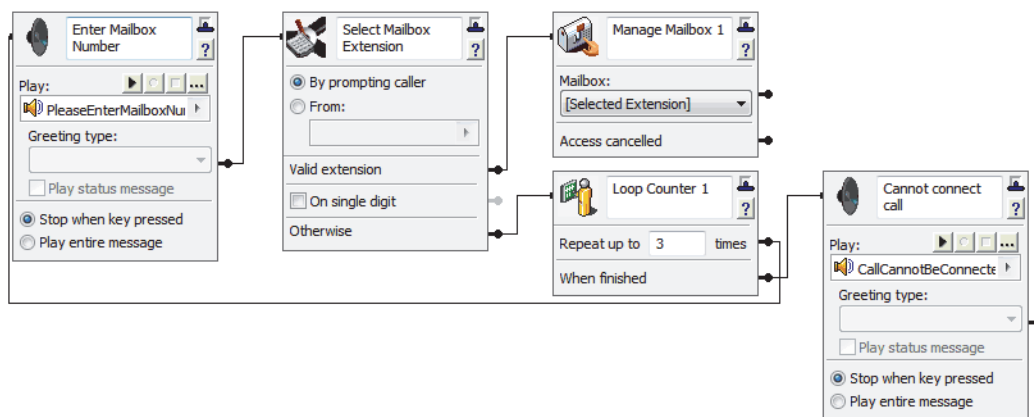 Enter Mailbox
Number
?
Play:
...
PleaseEnterMailboxNu
Greeting type:
Play status message
Stop when key pressed
Play entire message
Select Mailbox
Extension
?
By prompting caller
From:
Valid extension
On single digit
Otherwise
Manage Mailbox 1
?
Mailbox:
[Selected Extension]
Access cancelled
Loop Counter 1
?
Repeat up to 3 times
When finished
Cannot connect
call
?
Play:
...
CallCannotBeConnecte
Greeting type:
Play status message
Stop when key pressed
Play entire message